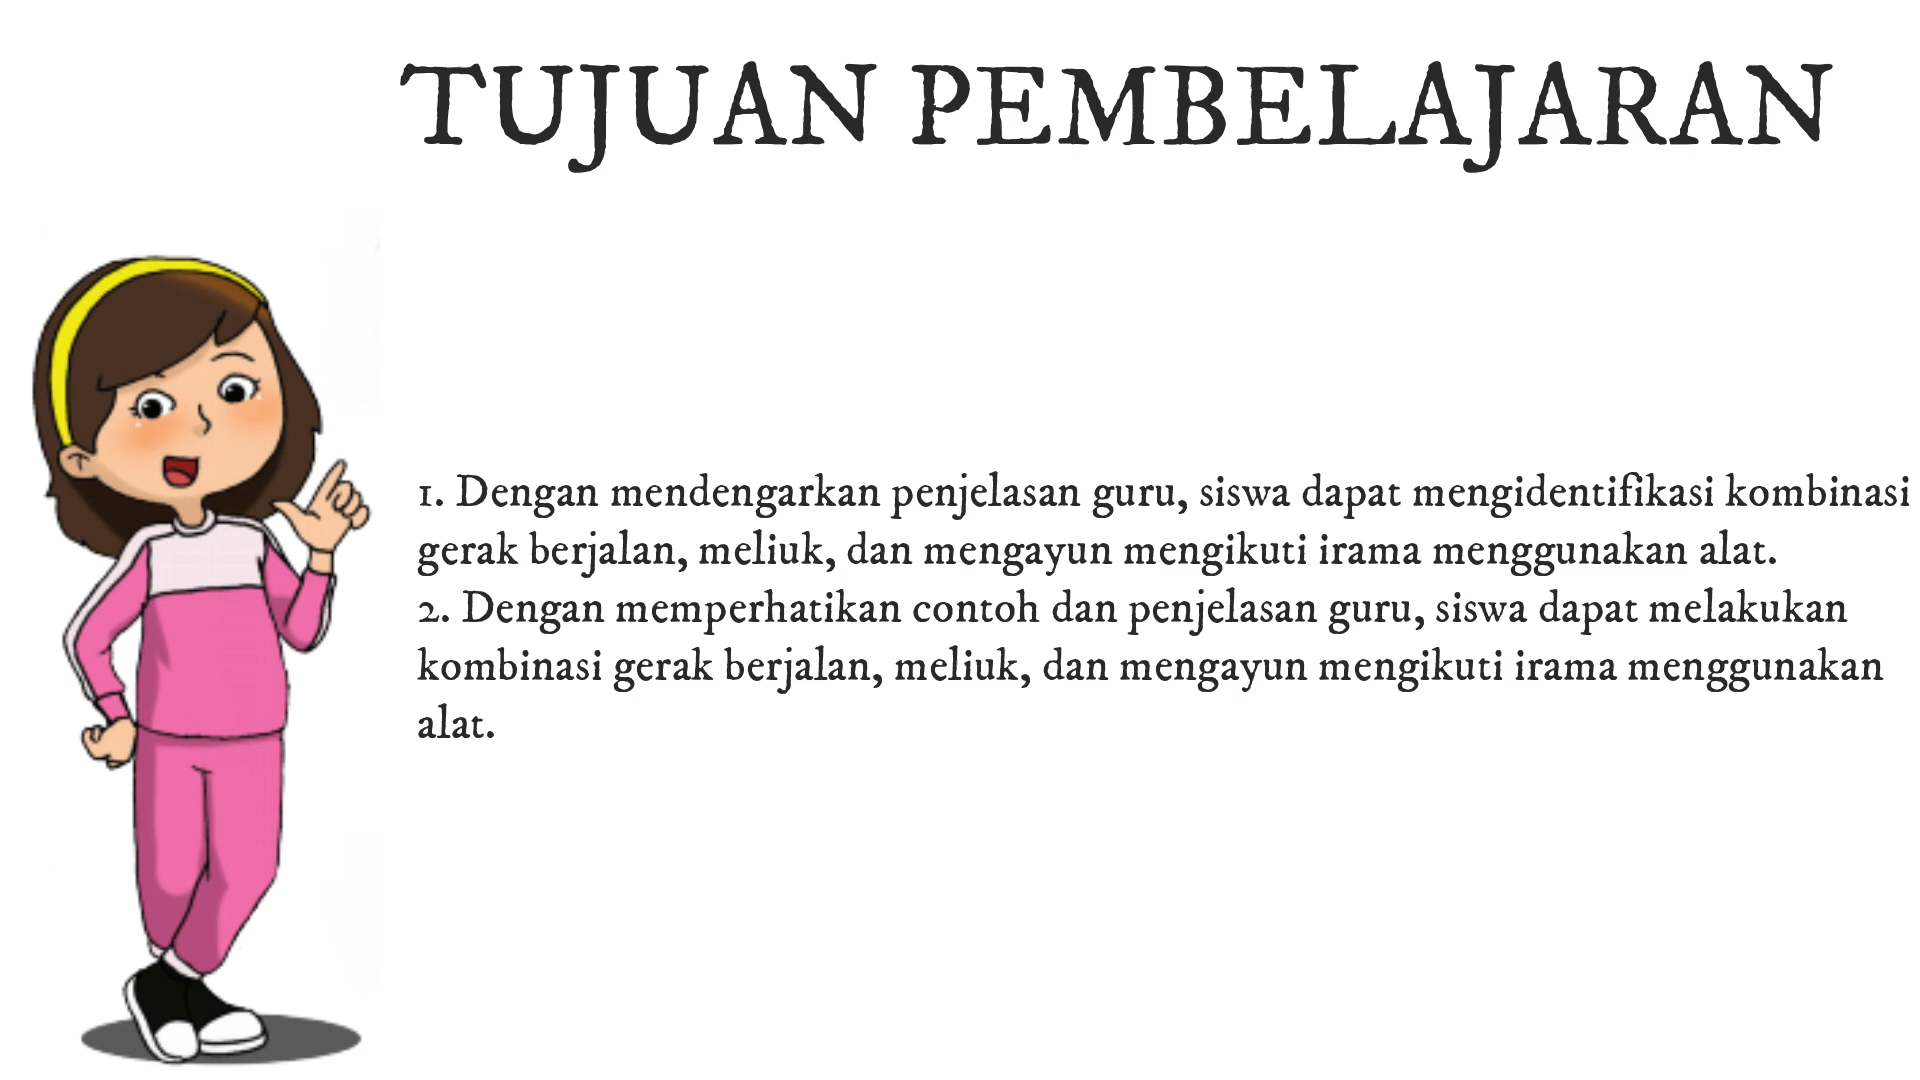 TUJUAN PEMBELAJARAN
1. Dengan mendengarkan penjelasan guru, siswa dapat mengidentifikasi kombinasi
gerak berjalan, meliuk, dan mengayun mengikuti irama menggunakan alat.
2. Dengan memperhatikan contoh dan penjelasan guru, siswa dapat melakukan
kombinasi gerak berjalan, meliuk, dan mengayun mengikuti irama menggunakan
alat.